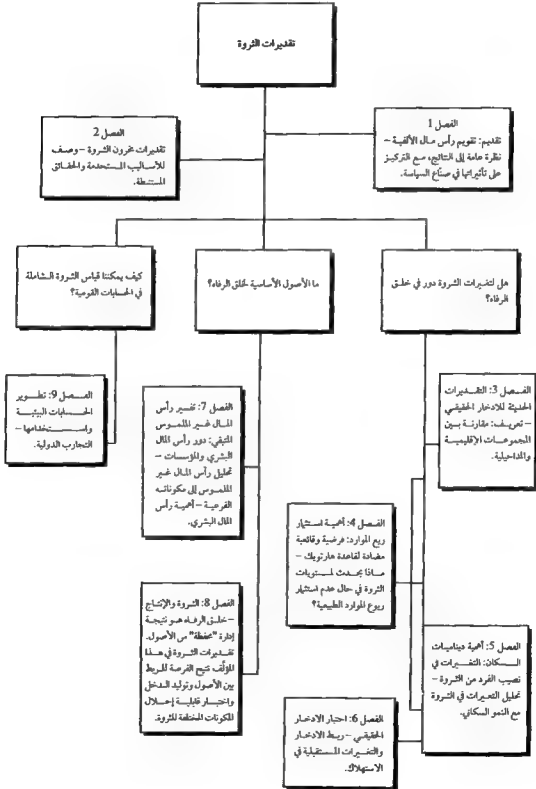 تقديرات الثروة
الفصل 1
تقديم: تقويم رأس مال الألفية –
نظرة عامة إلى النتائج، مع التركيز
على تأثيراتها في صنّاع السياسة.
الفصل 2
تقديرات مخزون الثروة – وصف
للأساليب المستخدمة والحقائق
المستنبطة.
هل لتغيرات الثروة دور في خلق
الرفاه؟
ما الأصول الأساسية لخلق الرفاه؟
كيف يمكننا قياس الثروة الشاملة
في الحسابات القومية؟
الفصل 3: التقديرات
الحديثة للادخار الحقيقي
– تعريف: مقارنة بين
المجموعات الإقليمية
والمداخيلية.
الفصل 4: أهمية استثمار
ريع الموارد: فرضية وقائعية
مضادة لقاعدة هارتويك –
ماذا يحدث لمستويات
الثروة في حال عدم استثمار
ريوع الموارد الطبيعية؟
الفصل 5: أهمية ديناميات
السكان: التغيرات في
نصيب الفرد من الثروة –
تحليل التغيرات في الثروة
مع النمو السكاني.
الفصل 6: اختبار الادخار
الحقيقي – ربط الادخار
والتغيرات المستقبلية في
الاستهلاك.
الفصل 7: تفسير رأس
المال غير الملموس
المتبقي: دور رأس المال
البشري والمؤسسات –
تحليل رأس المال غير
الملموس إلى مكوناته
الفرعية – أهمية رأس
المال البشري.
الفصل 8: الثروة والإنتاج
– خلق الرفاه هو نتيجة
إدارة "محفظة" من الأصول.
تقديرات الثروة في هذا
المؤلَّف تتيح الفرصة للربط
بين الأصول وتوليد الدخل
واختبار قابلية إحلال
المكونات المختلفة للثروة.
الفصل 9: تطوير
الحسابات البيئية
واستخدامها –
التجارب الدولية.